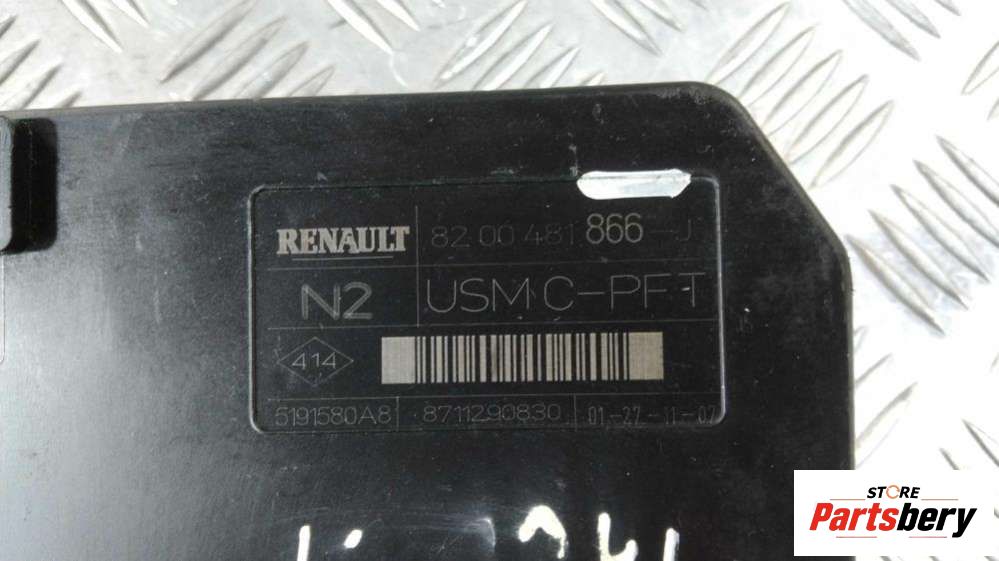 RENAULT 82 00 481 866-J
N2 USM C-PFT
414
5191580A8 8711290830 01-27-11-07
STORE
Partsbery